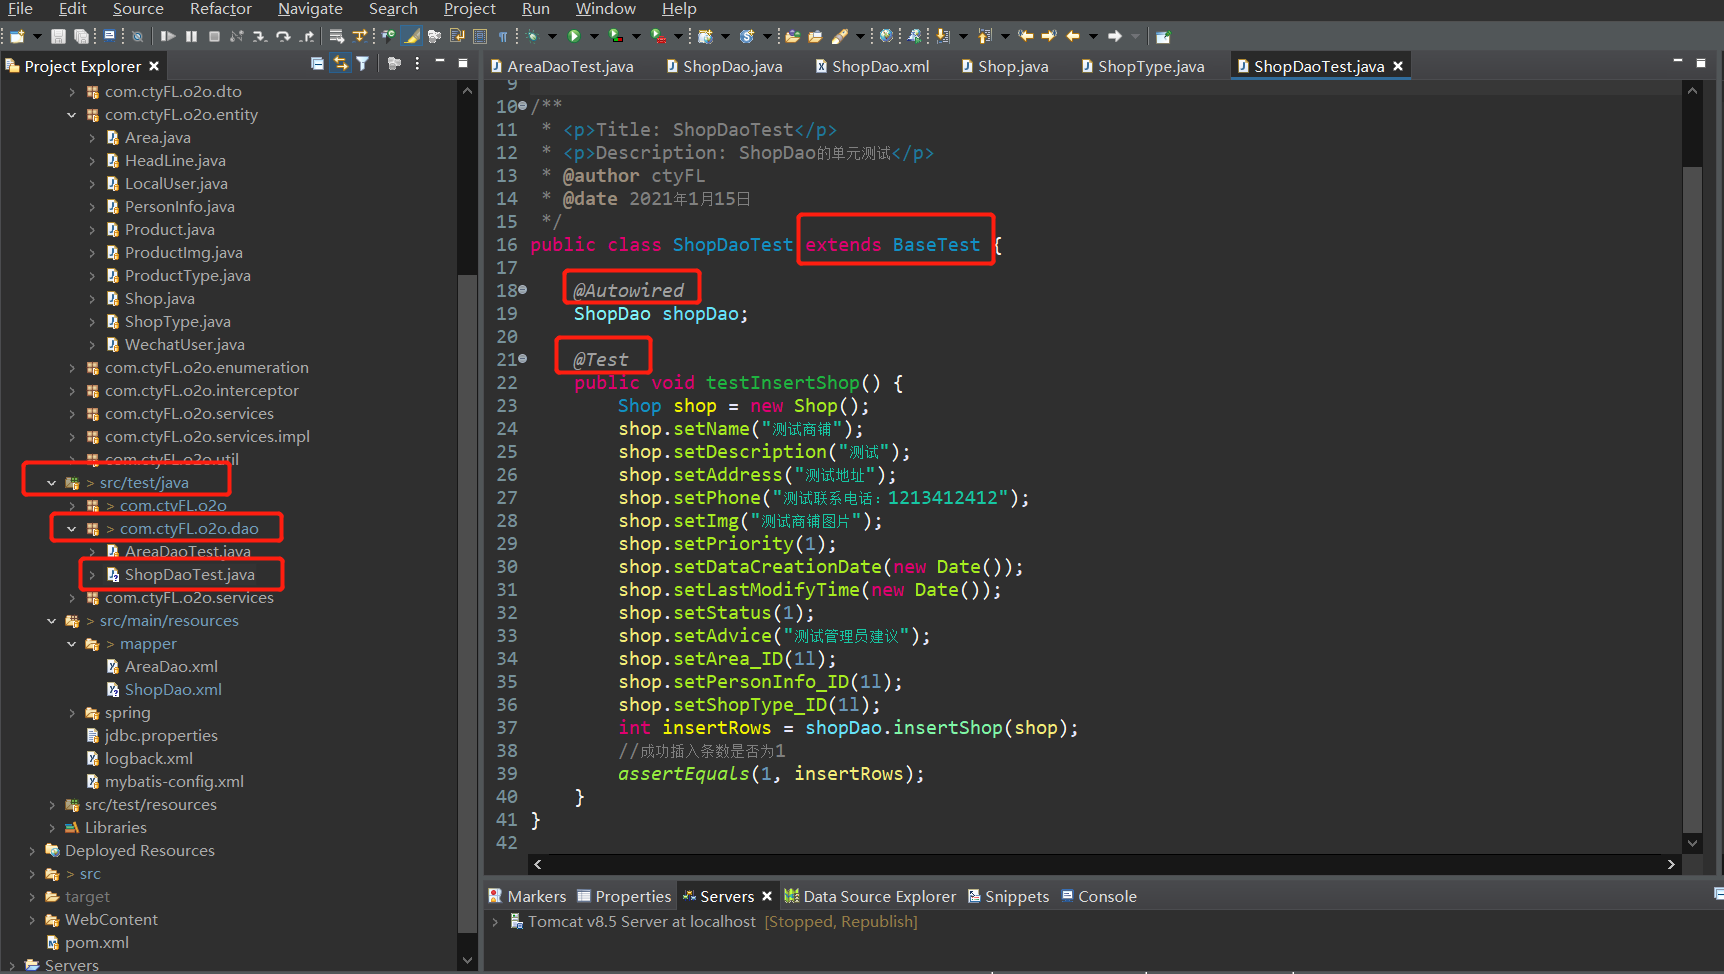 File Edit Source Refactor Navigate Search Project Run Window Help
Project Explorer
com.ctyFL.o2o.dto
com.ctyFL.o2o.entity
Area.java
HeadLine.java
LocalUser.java
PersonInfo.java
Product.java
ProductImg.java
ProductType.java
Shop.java
ShopType.java
WechatUser.java
com.ctyFL.o2o.enumeration
com.ctyFL.o2o.interceptor
com.ctyFL.o2o.services
com.ctyFL.o2o.services.impl
com.ctyFL.o2o.util
> src/test/java
> com.ctyFL.o2o
> com.ctyFL.o2o.dao
AreaDaoTest.java
ShopDaoTest.java
com.ctyFL.o2o.services
> src/main/resources
> mapper
AreaDao.xml
ShopDao.xml
spring
jdbc.properties
logback.xml
mybatis-config.xml
src/test/resources
Libraries
Deployed Resources
> src
target
WebContent
pom.xml
Servers
AreaDaoTest.java ShopDao.java ShopDao.xml Shop.java ShopType.java ShopDaoTest.java
9
10 /**
11 * <p>Title: ShopDaoTest</p>
12 * <p>Description: ShopDao的单元测试</p>
13 * @author ctyFL
14 * @date 2021年1月15日
15 */
16 public class ShopDaoTest extends BaseTest {
17
18 @Autowired
19 ShopDao shopDao;
20
21 @Test
22 public void testInsertShop() {
23 Shop shop = new Shop();
24 shop.setName("测试商铺");
25 shop.setDescription("测试");
26 shop.setAddress("测试地址");
27 shop.setPhone("测试联系电话：1213412412");
28 shop.setImg("测试商铺图片");
29 shop.setPriority(1);
30 shop.setDataCreationDate(new Date());
31 shop.setLastModifyTime(new Date());
32 shop.setStatus(1);
33 shop.setAdvice("测试管理员建议");
34 shop.setArea_ID(1l);
35 shop.setPersonInfo_ID(1l);
36 shop.setShopType_ID(1l);
37 int insertRows = shopDao.insertShop(shop);
38 //成功插入条数是否为1
39 assertEquals(1, insertRows);
40 }
41 }
42
Markers Properties Servers Data Source Explorer Snippets Console
Tomcat v8.5 Server at localhost [Stopped, Republish]